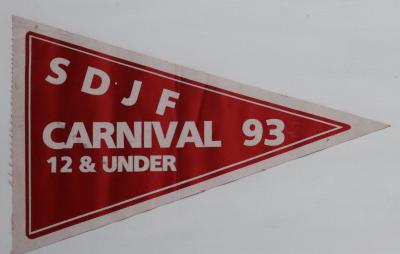 SDJF
CARNIVAL 93
12 & UNDER